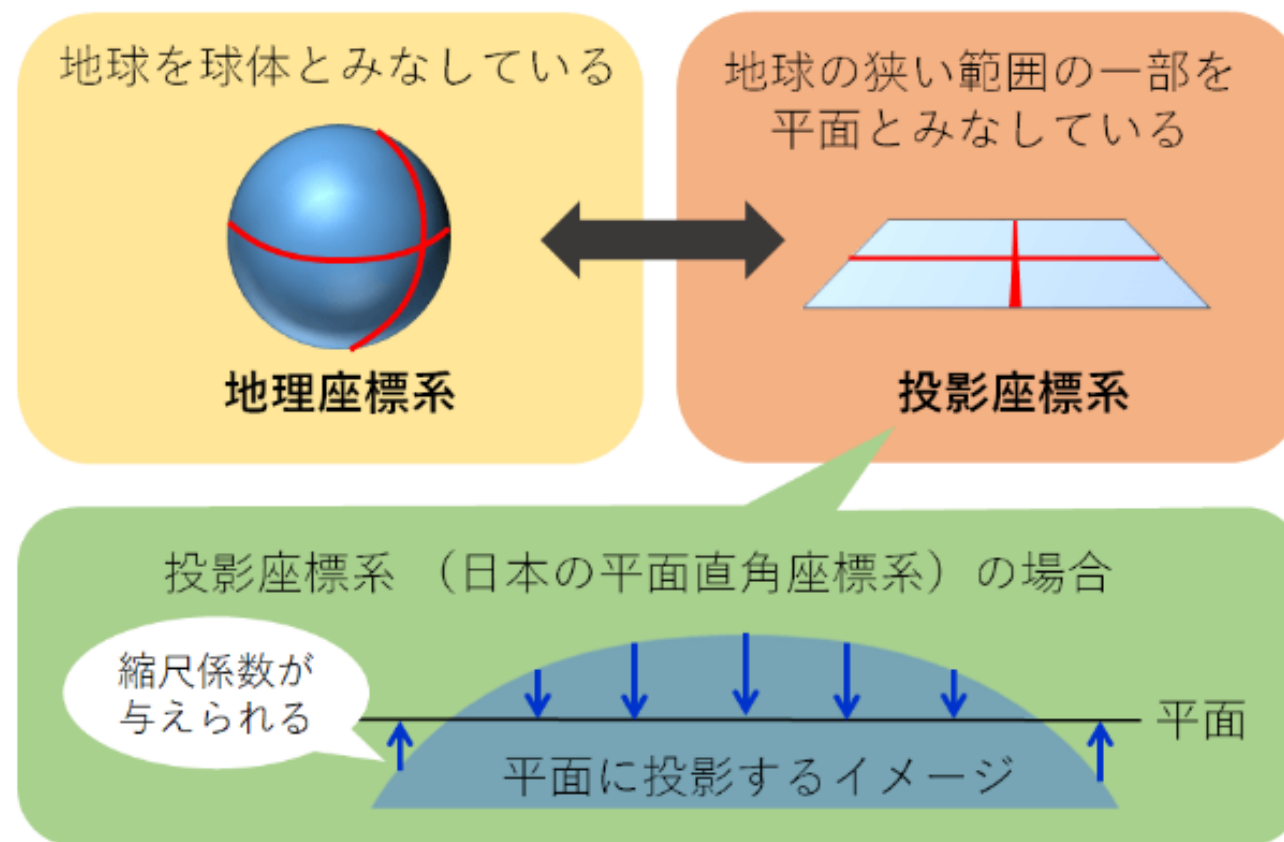 地球を球体とみなしている
地理座標系
地球の狭い範囲の一部を
平面とみなしている
投影座標系
投影座標系 （日本の平面直角座標系）の場合
縮尺係数が
与えられる
平面
平面に投影するイメージ